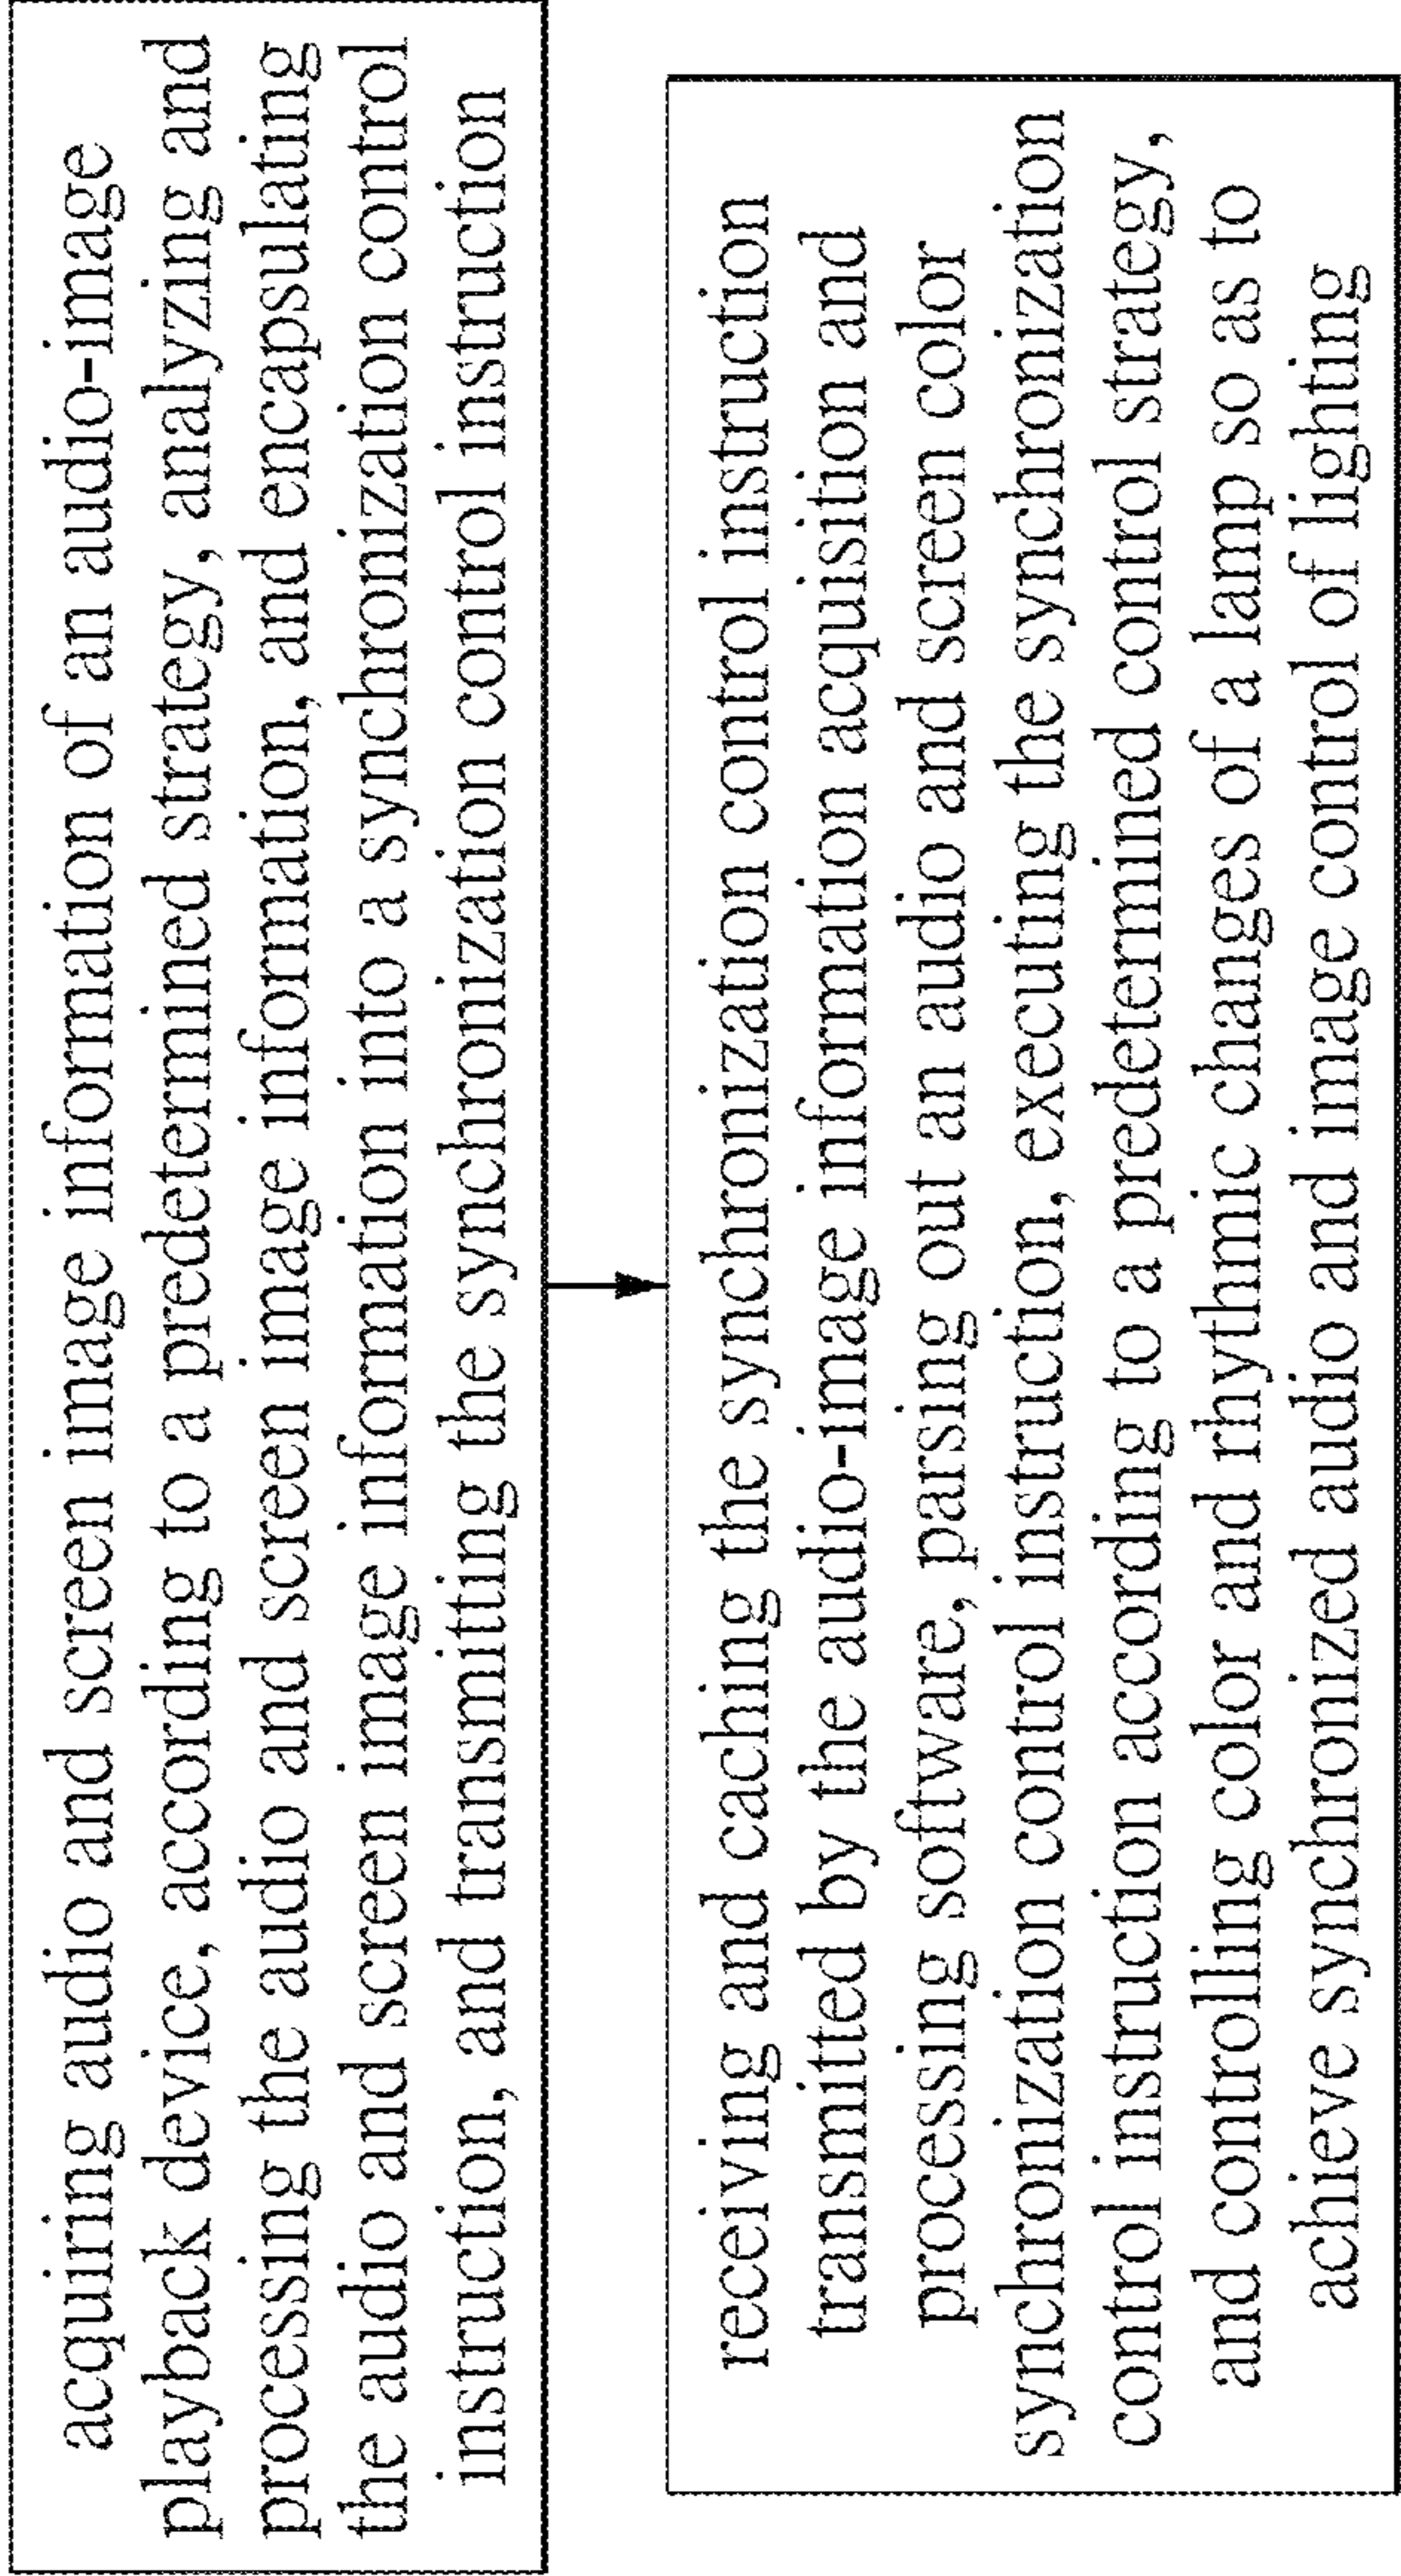 acquiring audio and screen image information of an audio-image
playback device, according to a predetermined strategy, analyzing and
processing the audio and screen image information, and encapsulating
the audio and screen image information into a synchronization control
instruction, and transmitting the synchronization control instruction
receiving and caching the synchronization control instruction
transmitted by the audio-image information acquisition and
processing software, parsing out an audio and screen color
synchronization control instruction, executing the synchronization
control instruction according to a predetermined control strategy,
and controlling color and rhythmic changes of a lamp so as to
achieve synchronized audio and image control of lighting